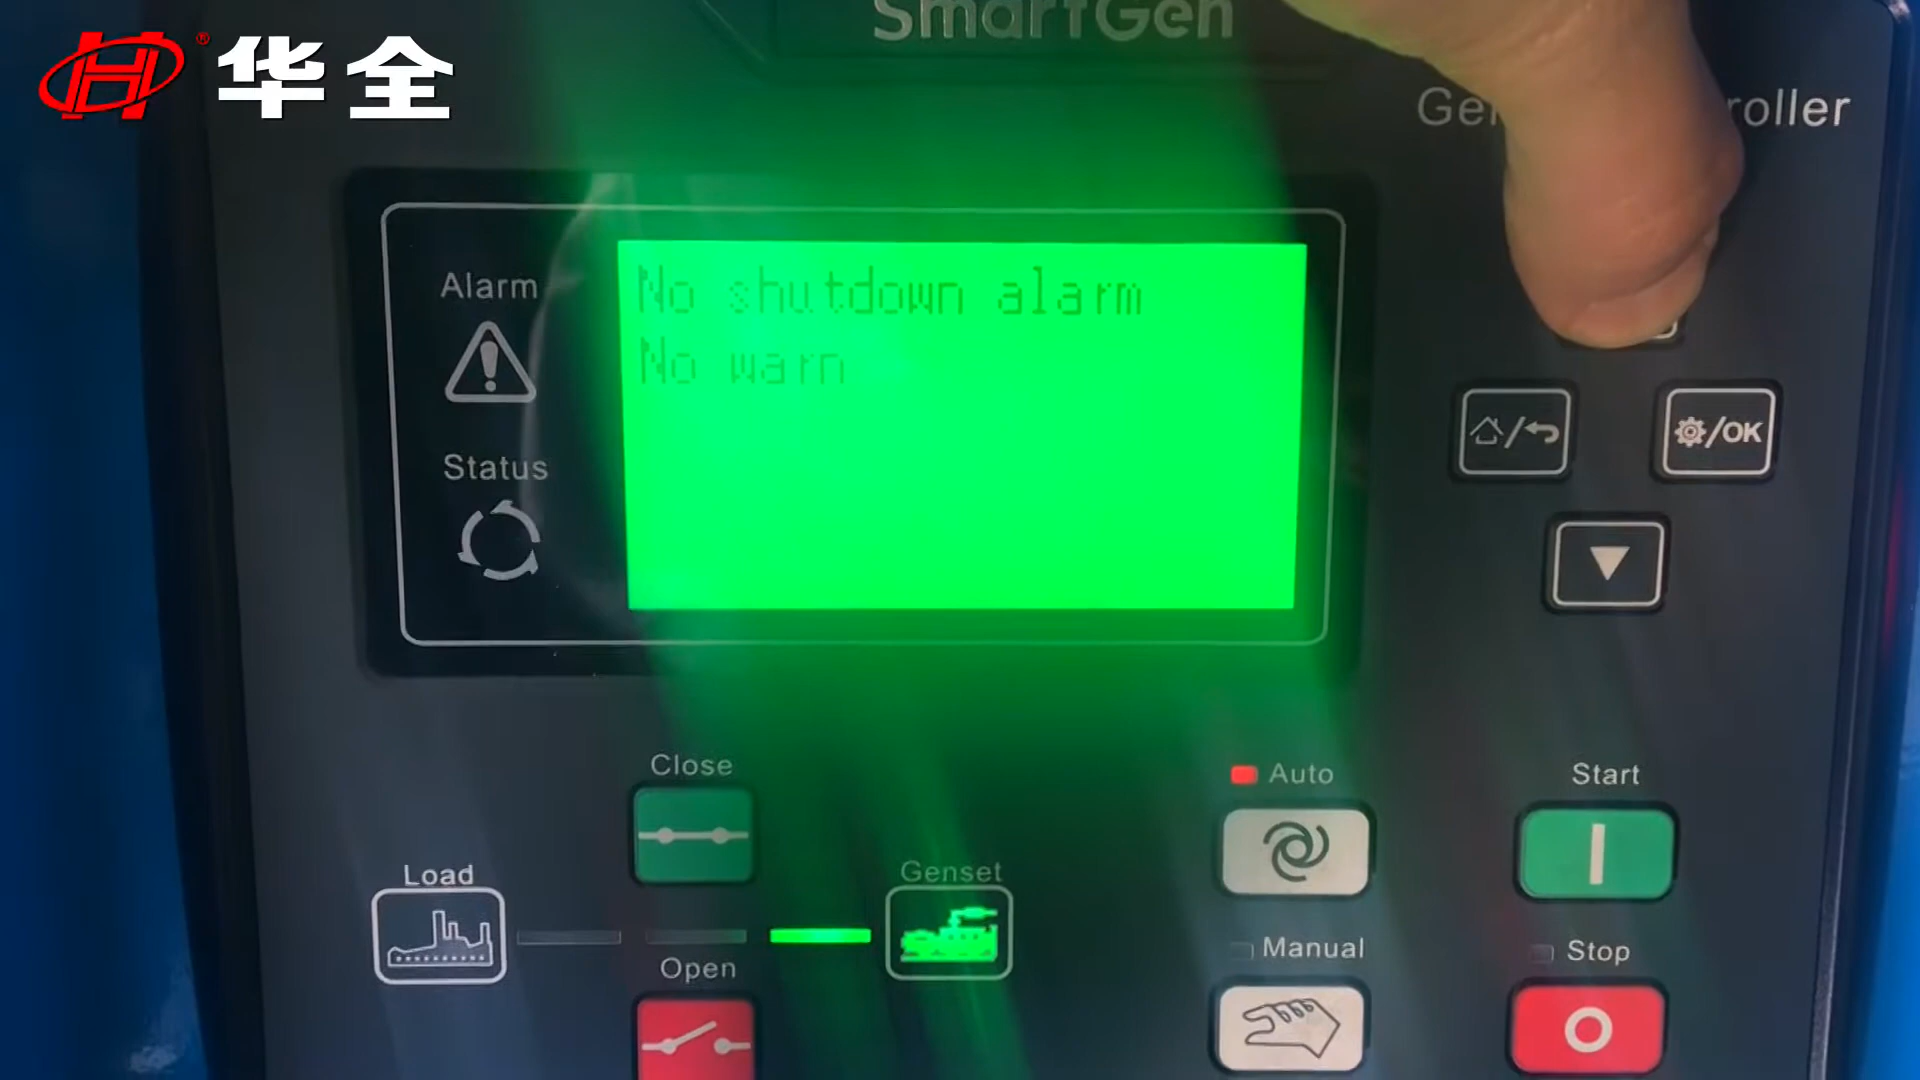 SmartGen
華全
Ge roller
Alarm
No shutdown alarm
No warn
Status
/OK
Close
Auto
Start
Load
Genset
Open
Manual
Stop